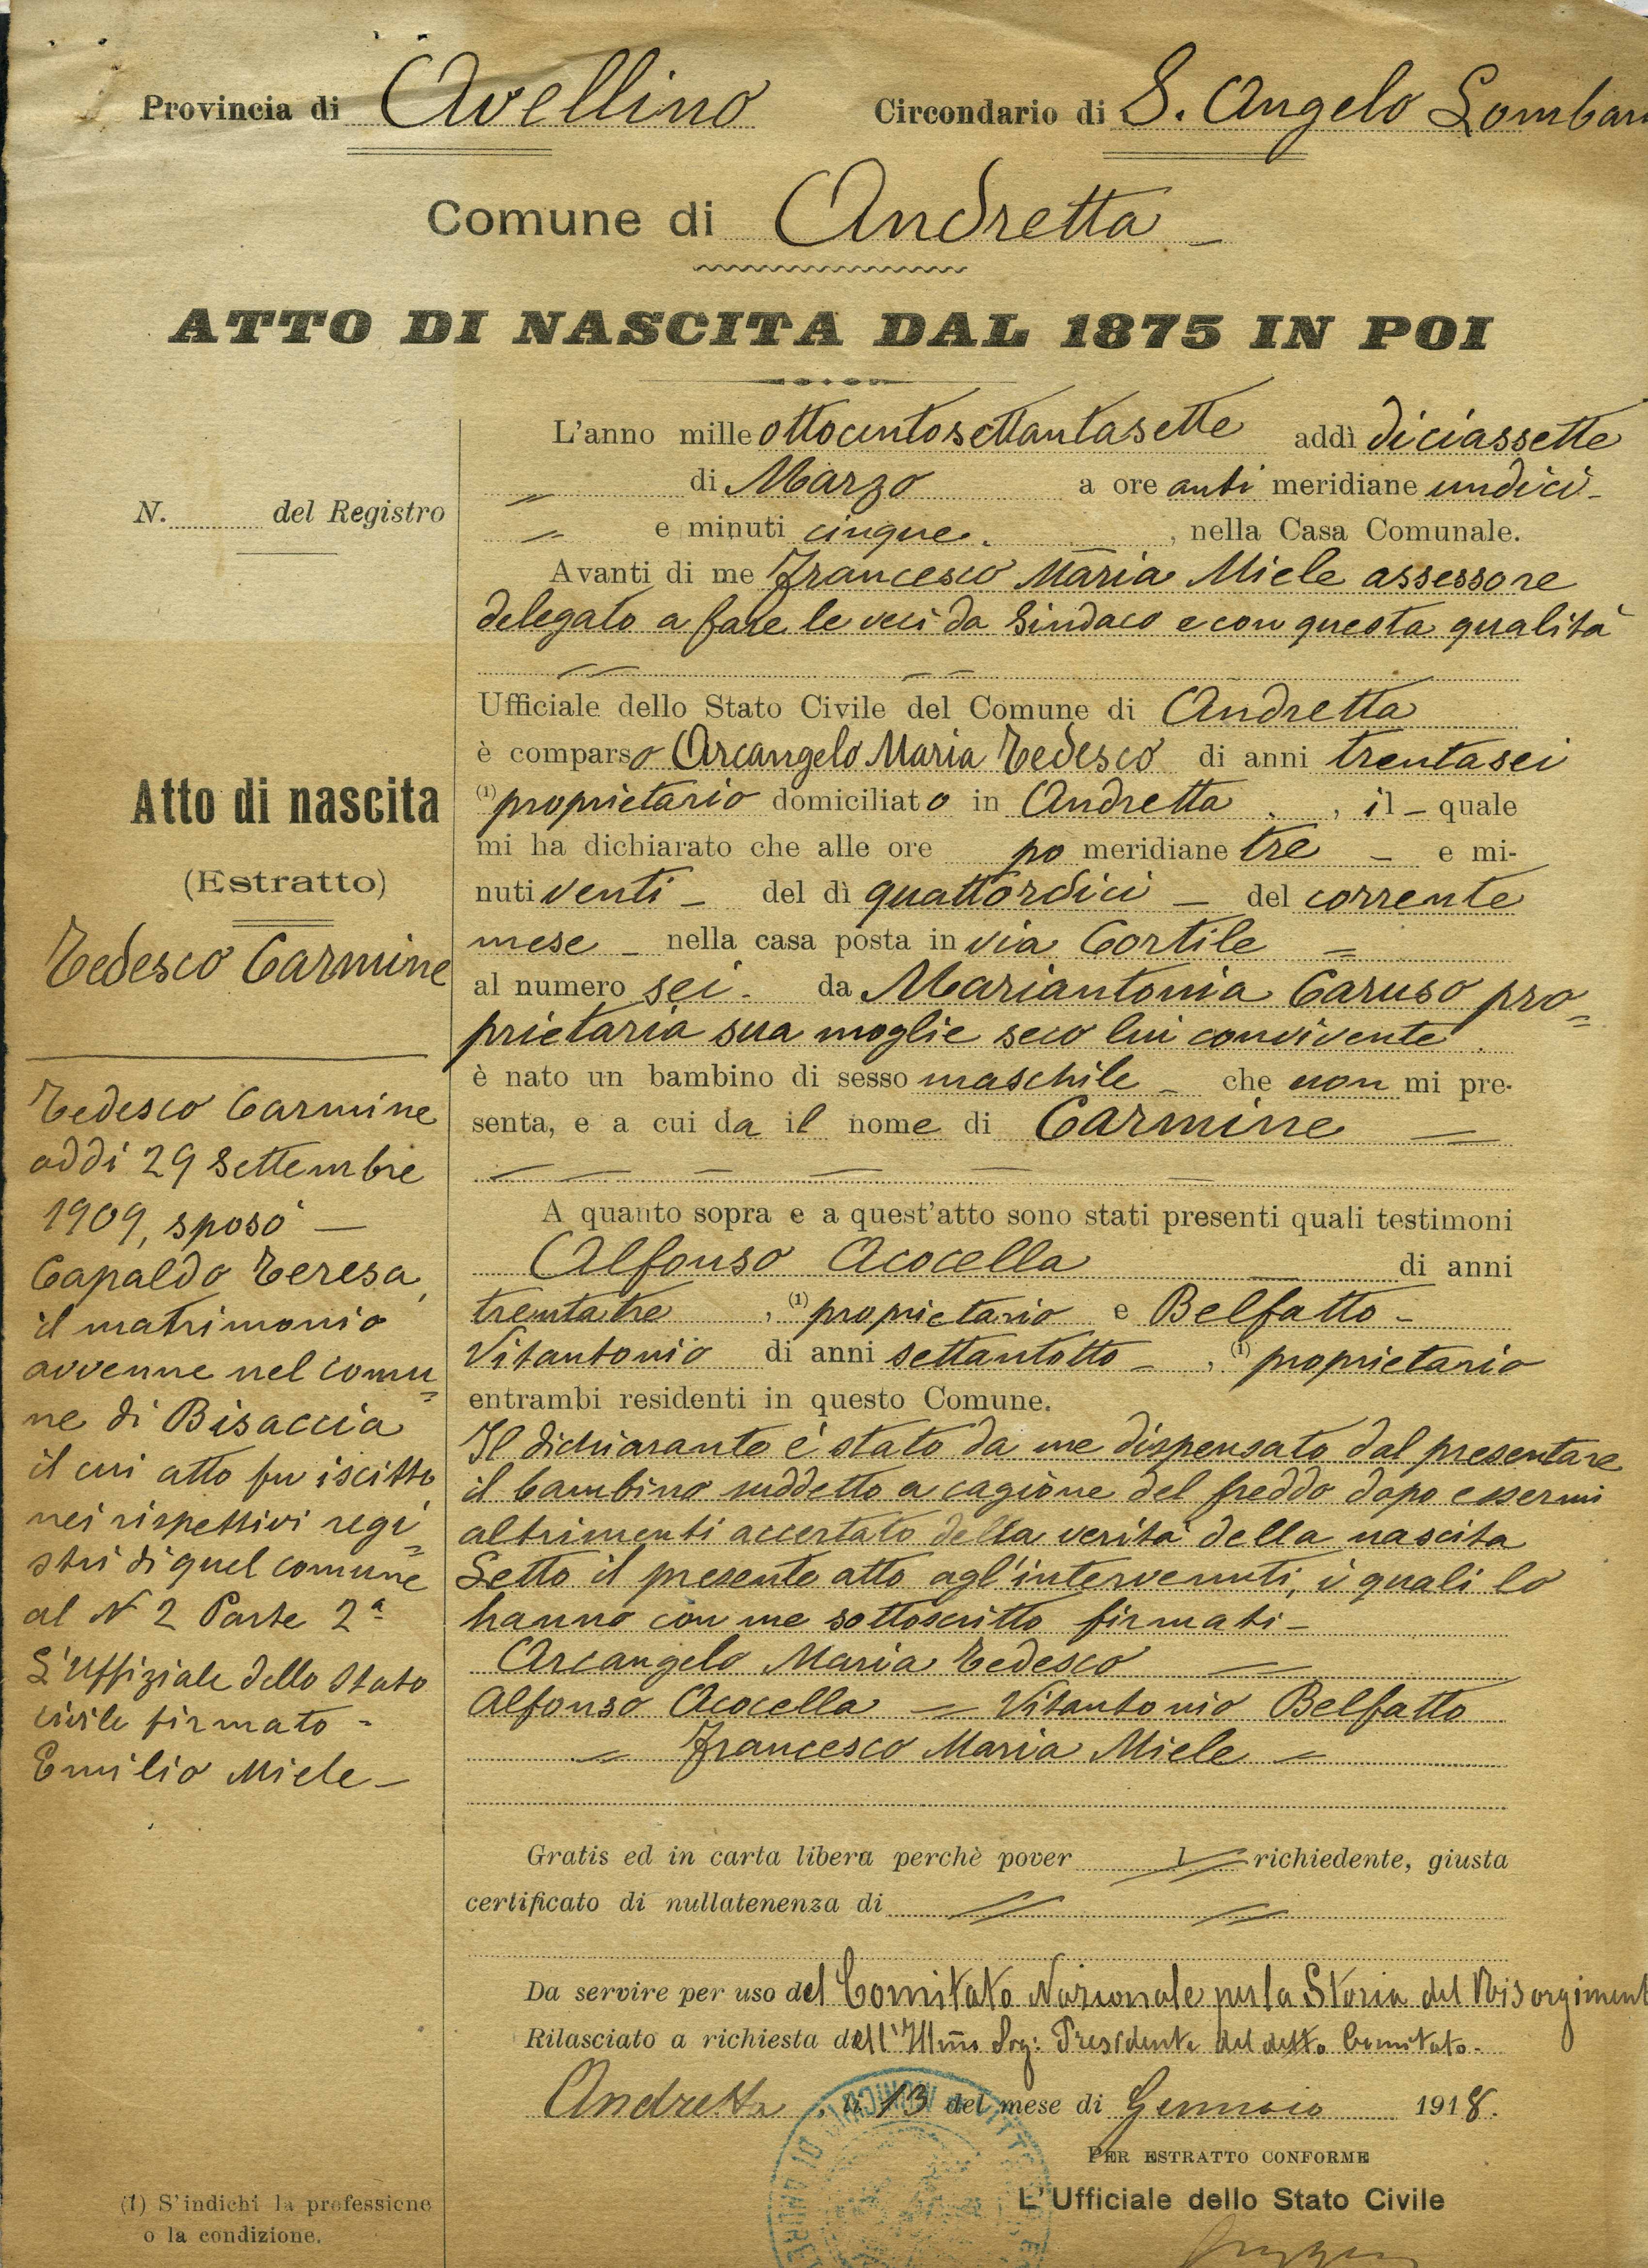 Provincia di Avellino Circondario di S. Angelo Lombar
Comune di Andretta
ATTO DI NASCITA DAL 1875 IN POI
N. del Registro
Atto di nascita
(Estratto)
Tedesco Carmine
Tedesco Carmine
addì 29 Settembre
1909, sposò —
Capaldo Teresa,
il matrimonio
avvenne nel comu=
ne di Bisaccia
il cui atto fu iscitto
nei rispettivi regi=
stri di quel comune
al N 2 Parte 2ª
L'Uffiziale dello Stato
civile firmato -
Emilio Miele -
(1) S'indichi la professione
o la condizione.
L'anno mille ottocentosettantasette addì diciassette
di Marzo a ore anti meridiane undici -
e minuti cinque. , nella Casa Comunale.
Avanti di me Francesco Maria Miele assessore
delegato a fare le veci da Sindaco e con questa qualità
Ufficiale dello Stato Civile del Comune di Andretta
è comparso Arcangelo Maria Tedesco di anni trentasei
(1) proprietario domiciliato in Andretta , il - quale
mi ha dichiarato che alle ore po meridiane tre - e mi-
nuti venti - del dì quattordici - del corrente
mese - nella casa posta in via Cortile =
al numero sei. da Mariantonia Caruso pro=
prietaria sua moglie seco lui convivente
è nato un bambino di sesso maschile - che non mi pre-
senta, e a cui da il nome di Carmine —
A quanto sopra e a quest'atto sono stati presenti quali testimoni
Alfonso Acocella di anni
trentatre , (1) proprietario e Belfatto -
Vitantonio di anni settantotto - , (1) proprietario
entrambi residenti in questo Comune.
Il dichiarante è stato da me dispensato dal presentare
il bambino suddetto a cagione del freddo dopo essermi
altrimenti accertato della verità della nascita
Letto il presente atto agl'intervenuti, i quali lo
hanno con me sottoscritto firmati -
Arcangelo Maria Tedesco
Alfonso Acocella = Vitantonio Belfatto
= Francesco Maria Miele =
Gratis ed in carta libera perchè pover richiedente, giusta
certificato di nullatenenza di
Da servire per uso del Comitato Nazionale per la Storia del Risorgiment
Rilasciato a richiesta dell'Illmo Sig: Presidente del detto Comitato.
Andretta, a 13 del mese di Gennaio 1918.
PER ESTRATTO CONFORME
L'Ufficiale dello Stato Civile